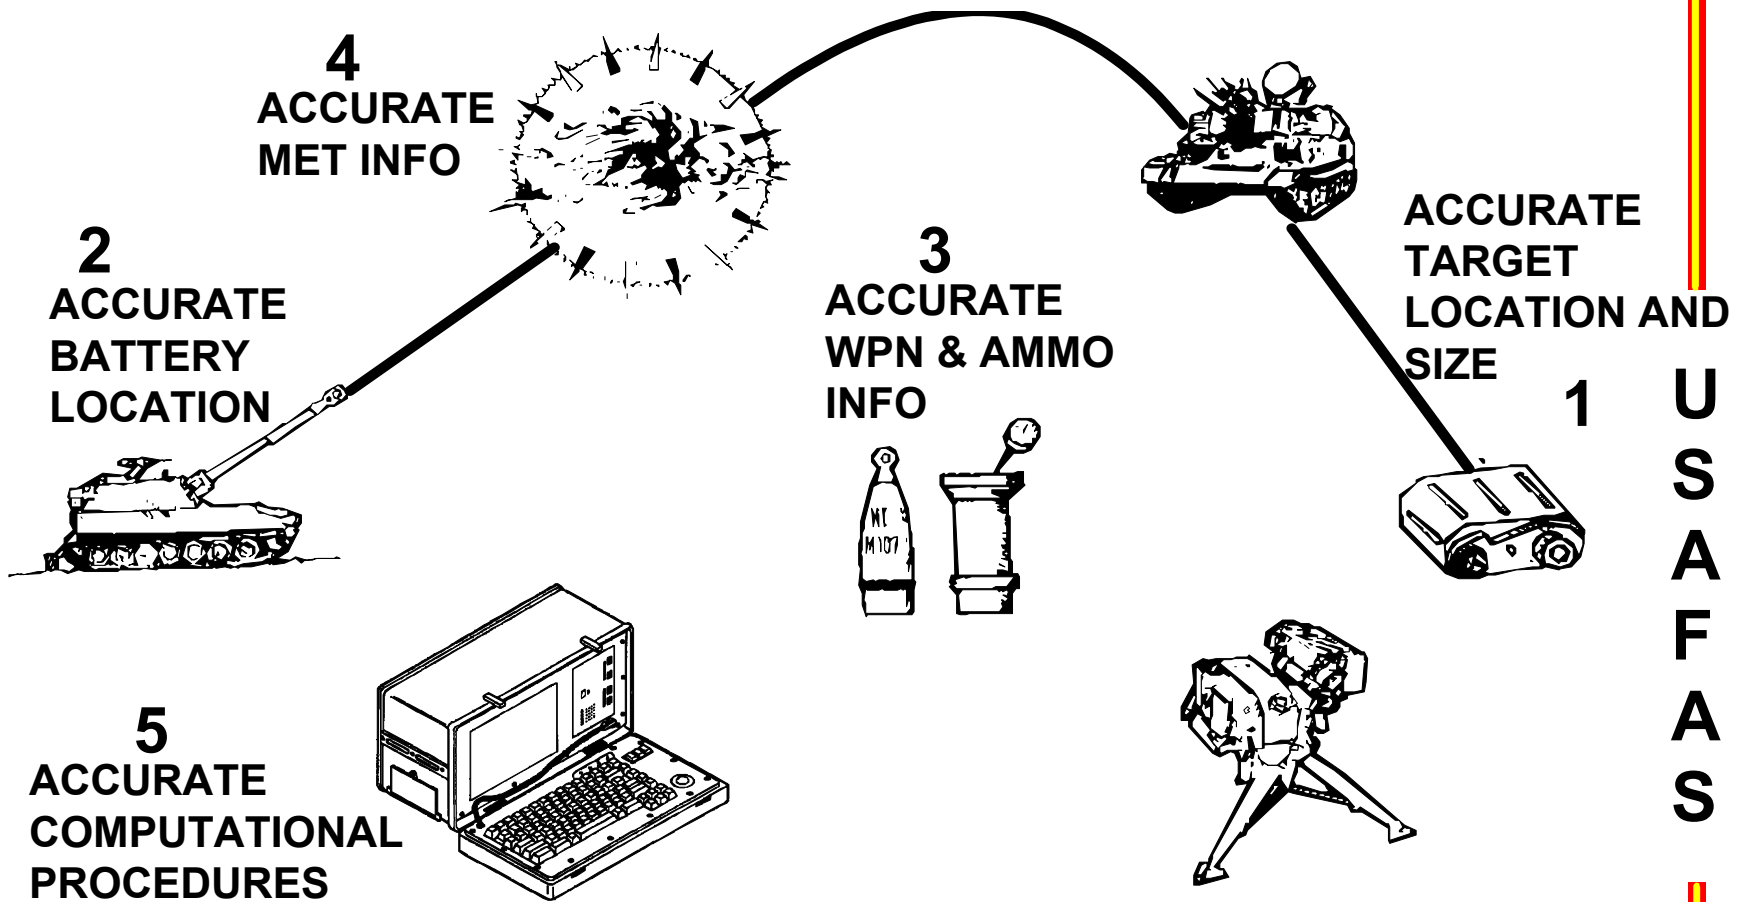 4
ACCURATE
MET INFO
2
ACCURATE
BATTERY
LOCATION
3
ACCURATE
WPN & AMMO
INFO
ACCURATE
TARGET
LOCATION AND
SIZE
1
M107
5
ACCURATE
COMPUTATIONAL
PROCEDURES
U
S
A
F
A
S